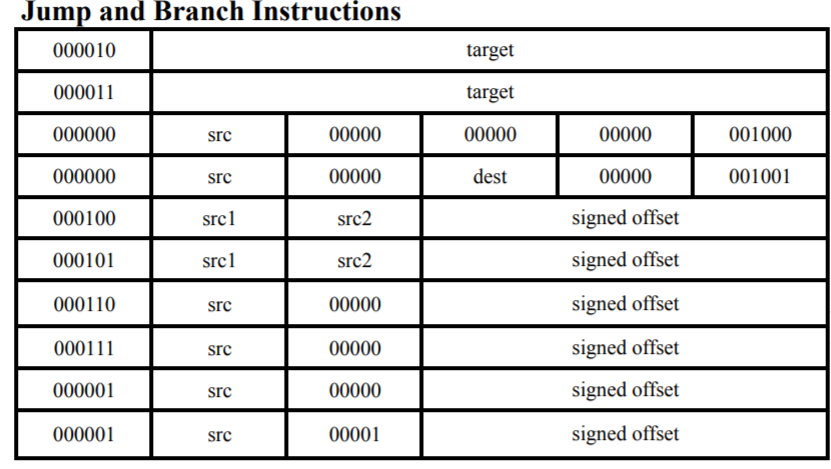 Jump and Branch Instructions
000010 target
000011 target
000000 src 00000 00000 00000 001000
000000 src 00000 dest 00000 001001
000100 src1 src2 signed offset
000101 src1 src2 signed offset
000110 src 00000 signed offset
000111 src 00000 signed offset
000001 src 00000 signed offset
000001 src 00001 signed offset